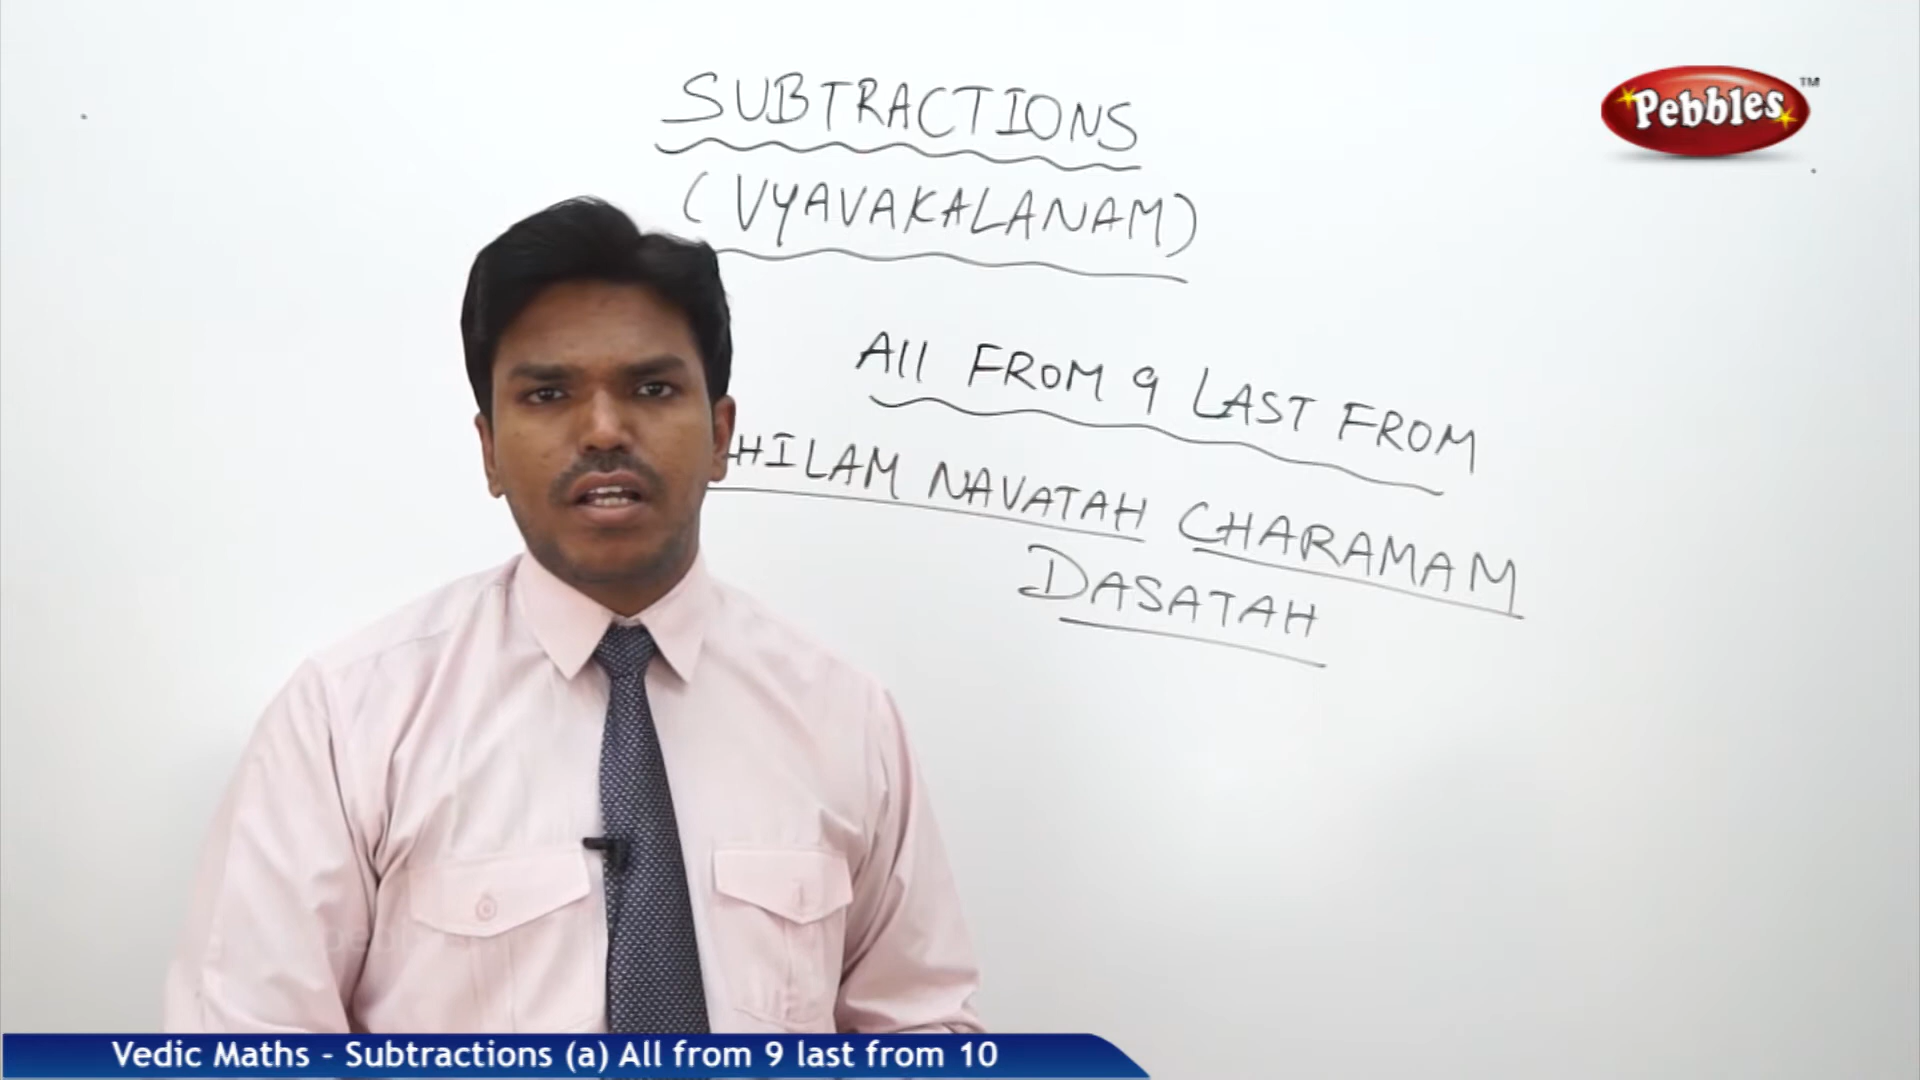 SUBTRACTIONS
(VYAVAKALANAM)
Pebbles™
All FROM 9 LAST FROM
HILAM NAVATAH CHARAMAM
DASATAH
Vedic Maths - Subtractions (a) All from 9 last from 10